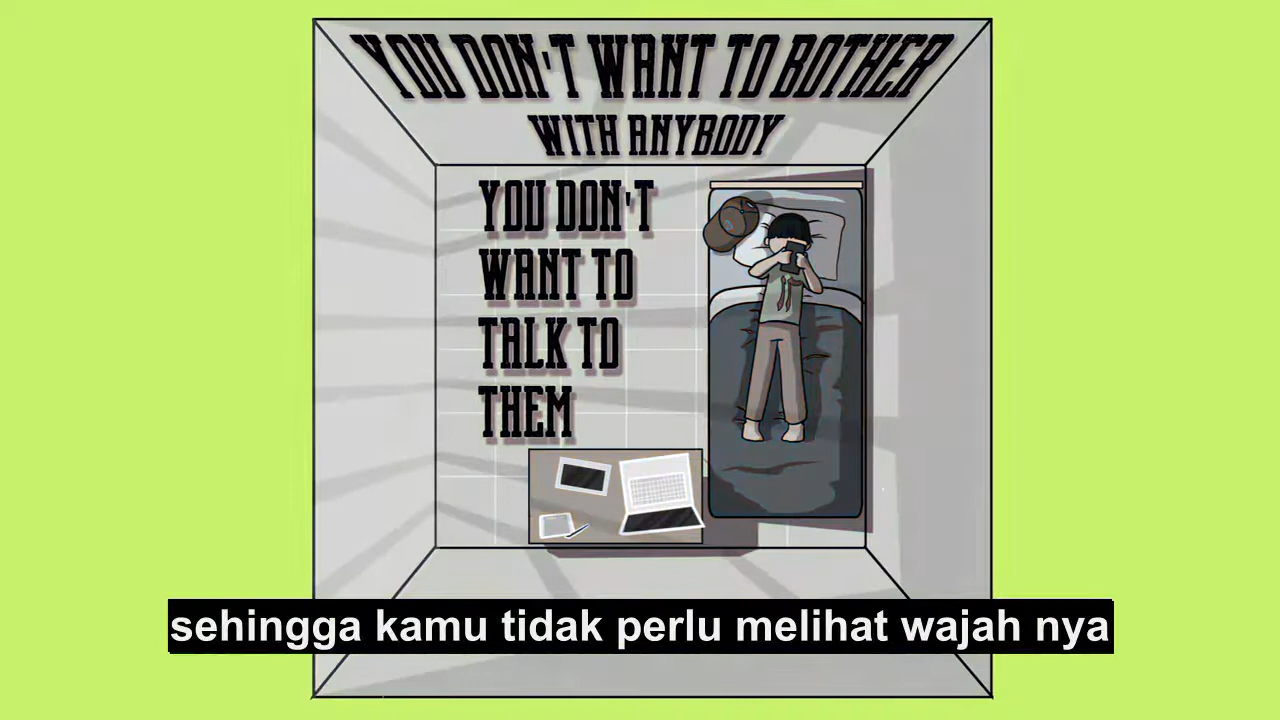 YOU DON'T WANT TO BOTHER
WITH ANYBODY
YOU DON'T
WANT TO
TALK TO
THEM
sehingga kamu tidak perlu melihat wajah nya